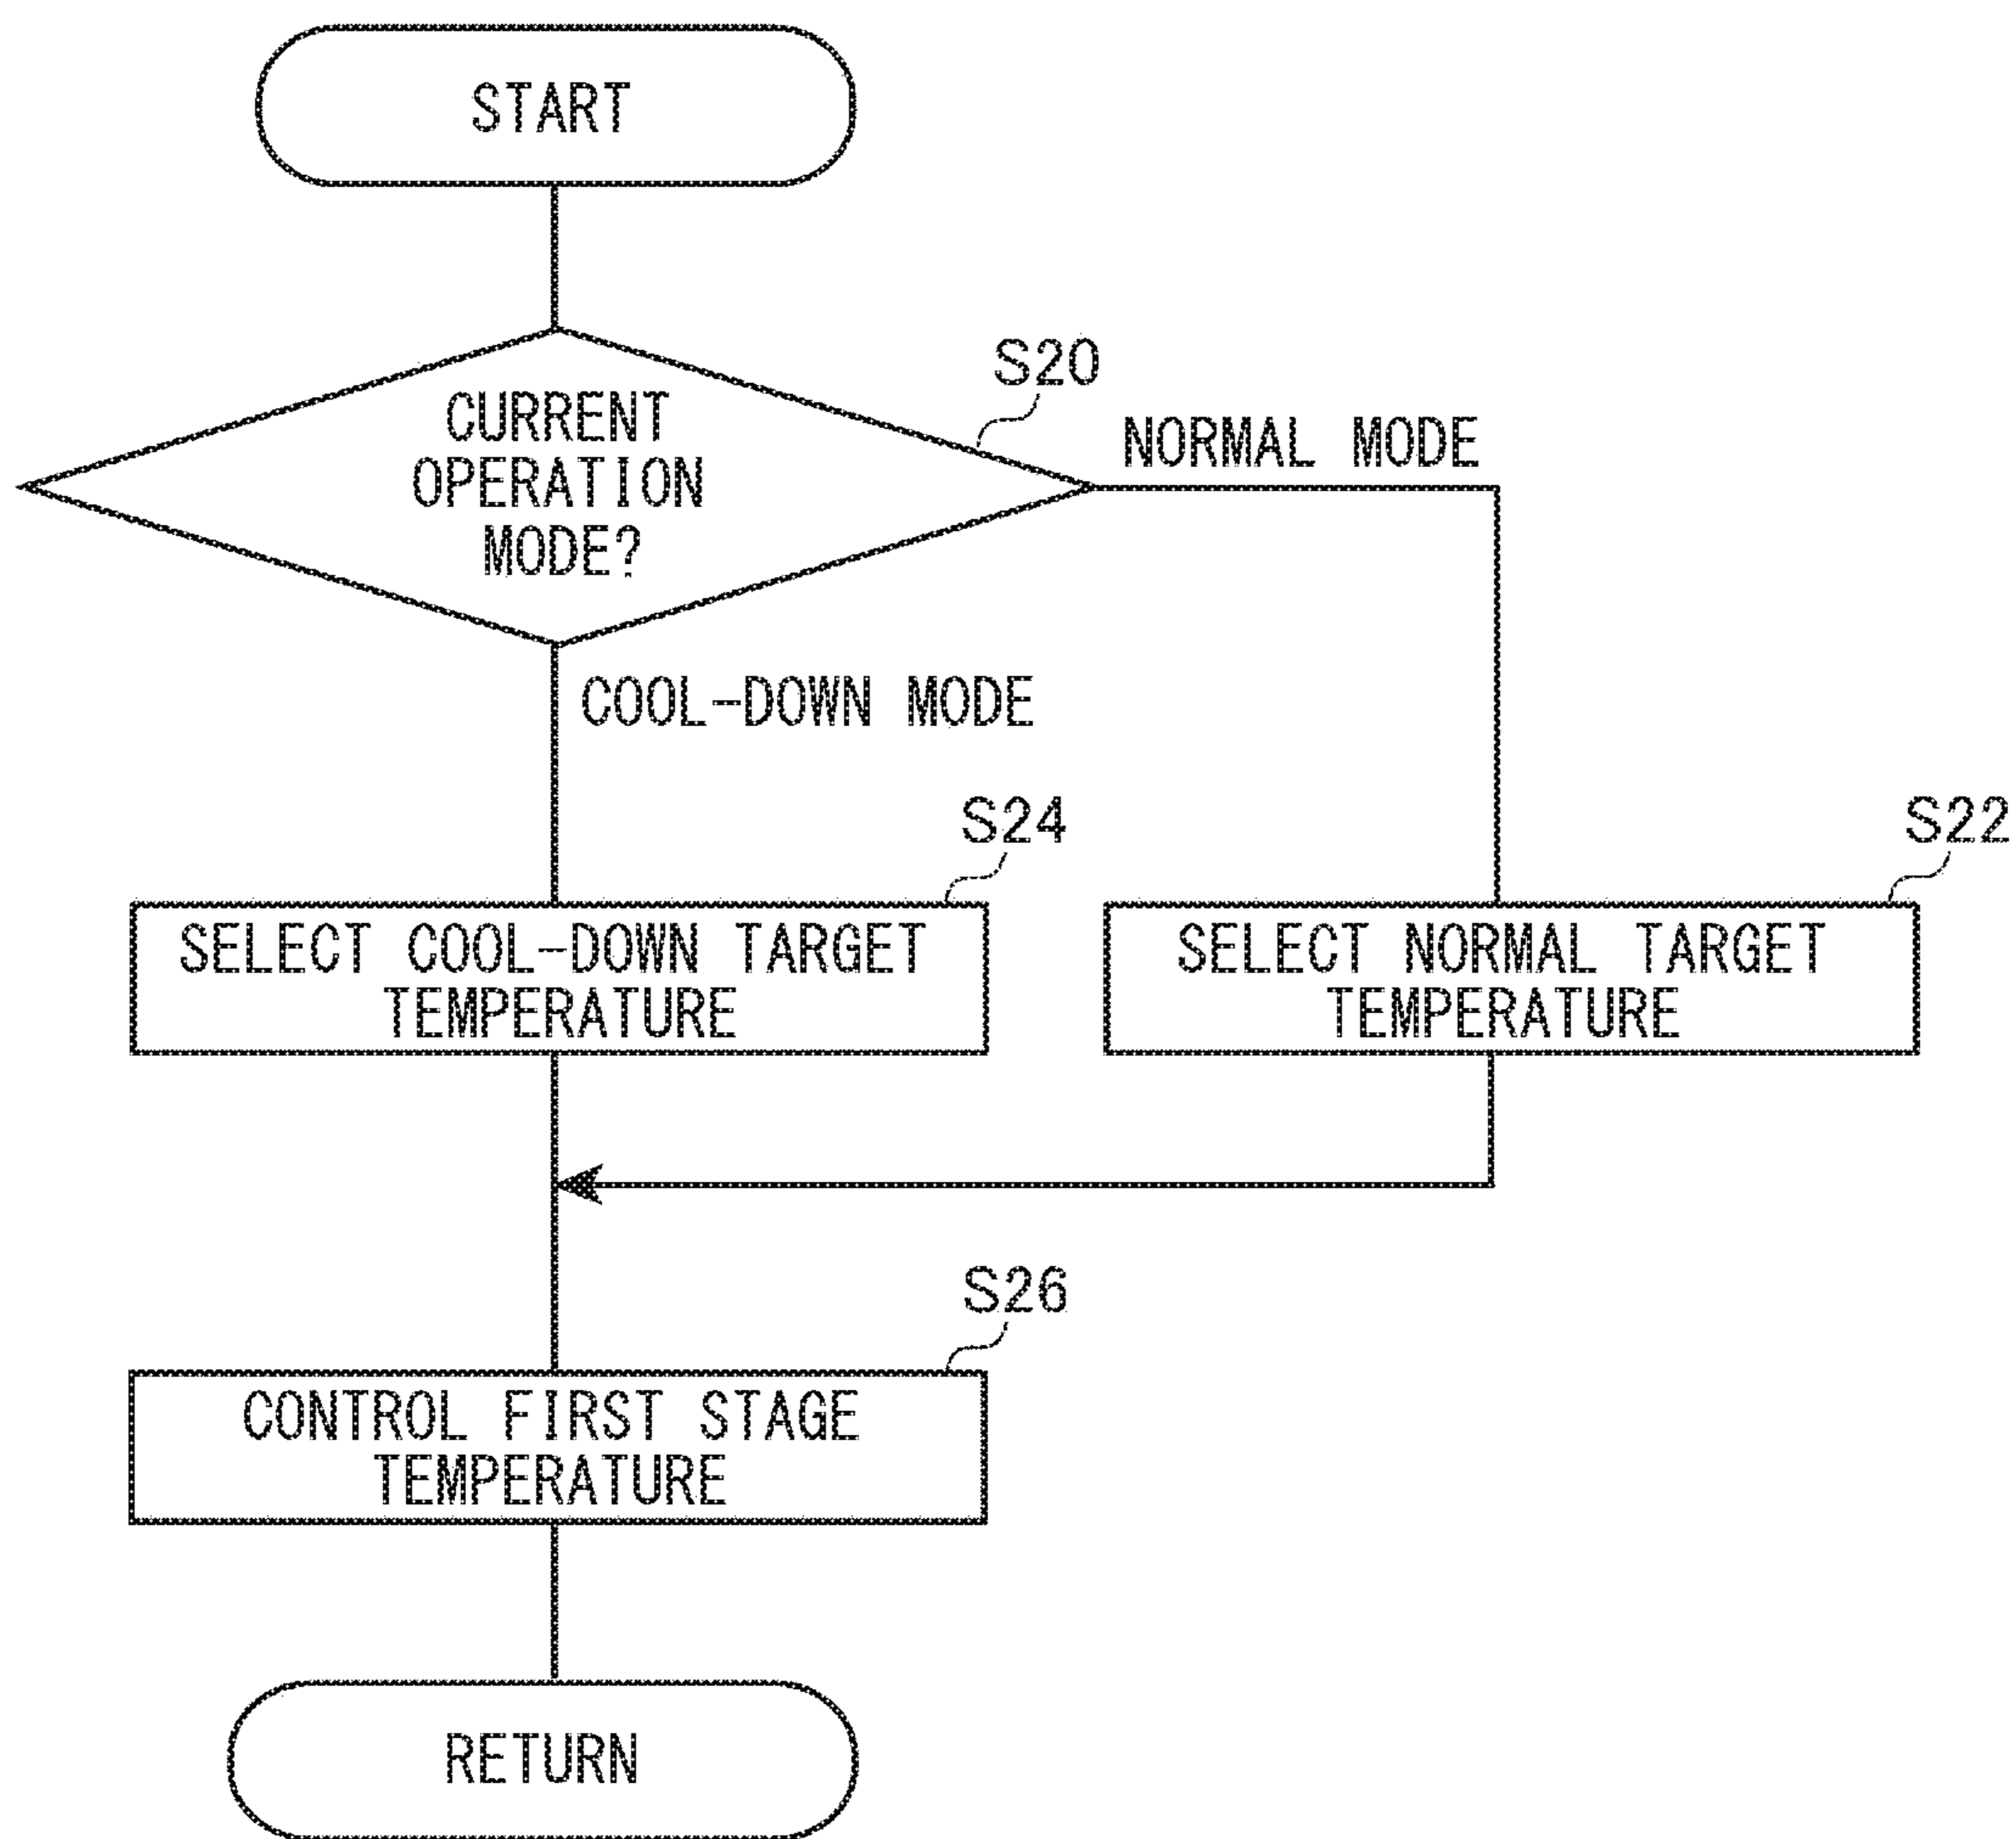 START
S20
CURRENT
OPERATION
MODE?
NORMAL MODE
COOL-DOWN MODE
S24
SELECT COOL-DOWN TARGET
TEMPERATURE
S22
SELECT NORMAL TARGET
TEMPERATURE
S26
CONTROL FIRST STAGE
TEMPERATURE
RETURN